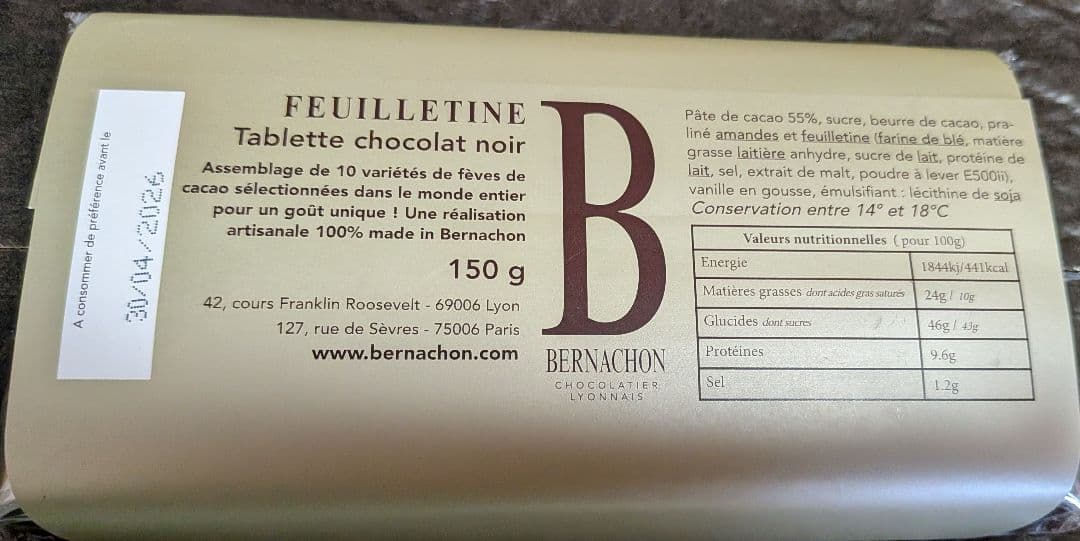 A consommer de préférence avant le
30/04/2026
FEUILLETINE
Tablette chocolat noir
Assemblage de 10 variétés de fèves de
cacao sélectionnées dans le monde entier
pour un goût unique ! Une réalisation
artisanale 100% made in Bernachon
150 g
42, cours Franklin Roosevelt - 69006 Lyon
127, rue de Sèvres - 75006 Paris
www.bernachon.com
B
BERNACHON
CHOCOLATIER
LYONNAIS
Pâte de cacao 55%, sucre, beurre de cacao, pra-
liné amandes et feuilletine (farine de blé, matière
grasse laitière anhydre, sucre de lait, protéine de
lait, sel, extrait de malt, poudre à lever E500ii),
vanille en gousse, émulsifiant : lécithine de soja
Conservation entre 14° et 18°C
Valeurs nutritionnelles ( pour 100g)
Energie 1844kj/441kcal
Matières grasses dont acides gras saturés 24g / 10g
Glucides dont sucres 46g / 43g
Protéines 9.6g
Sel 1.2g